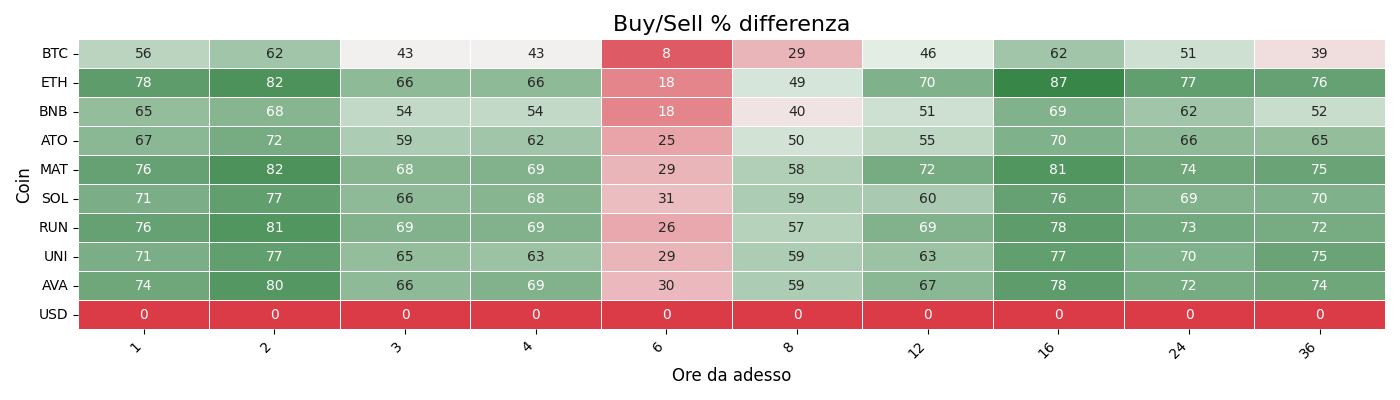 Buy/Sell % differenza
Coin
BTC 56 62 43 43 8 29 46 62 51 39
ETH 78 82 66 66 18 49 70 87 77 76
BNB 65 68 54 54 18 40 51 69 62 52
ATO 67 72 59 62 25 50 55 70 66 65
MAT 76 82 68 69 29 58 72 81 74 75
SOL 71 77 66 68 31 59 60 76 69 70
RUN 76 81 69 69 26 57 69 78 73 72
UNI 71 77 65 63 29 59 63 77 70 75
AVA 74 80 66 69 30 59 67 78 72 74
USD 0 0 0 0 0 0 0 0 0 0
1 2 3 4 6 8 12 16 24 36
Ore da adesso